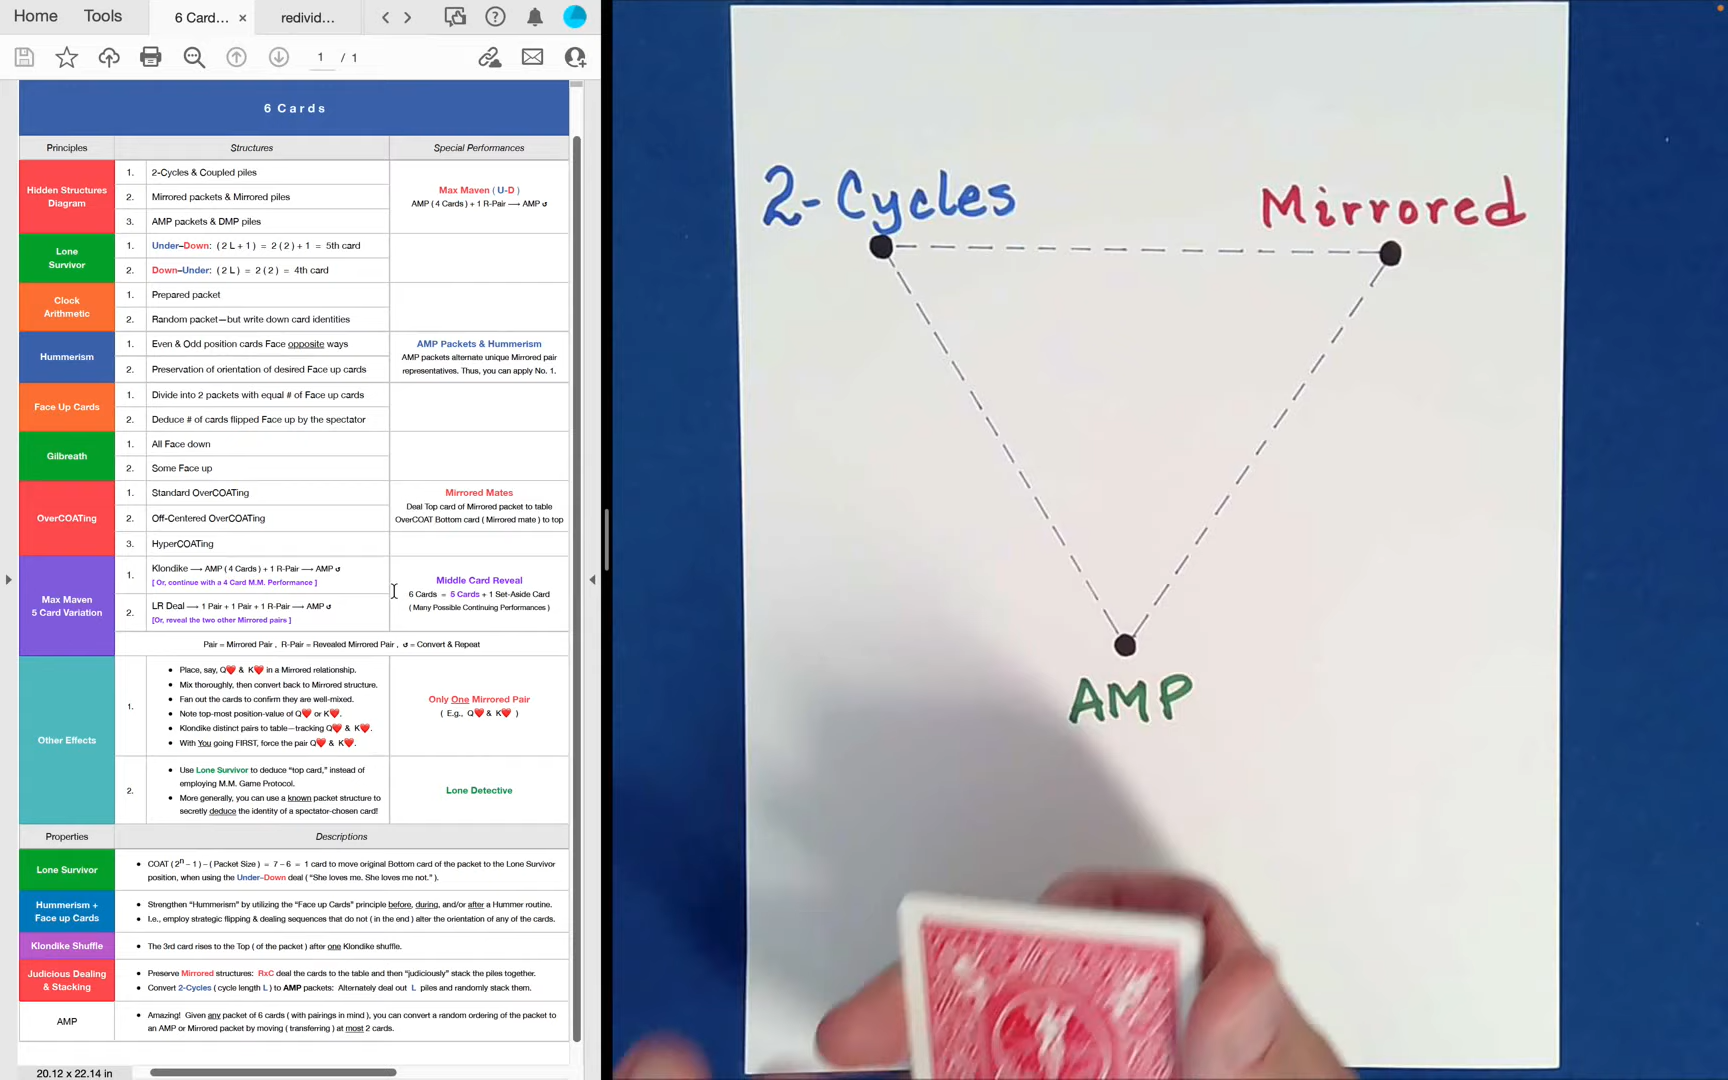 Home
Tools
6 Card...
redivid...
1 / 1
6 Cards
Principles
Structures
Special Performances
Hidden Structures
Diagram
1. 2-Cycles & Coupled piles
2. Mirrored packets & Mirrored piles
3. AMP packets & DMP piles
Max Maven ( U-D )
AMP ( 4 Cards ) + 1 R-Pair → AMP ↺
Lone
Survivor
1. Under–Down: ( 2 L + 1 ) = 2 ( 2 ) + 1 = 5th card
2. Down–Under: ( 2 L ) = 2 ( 2 ) = 4th card
Clock
Arithmetic
1. Prepared packet
2. Random packet—but write down card identities
Hummerism
1. Even & Odd position cards Face opposite ways
2. Preservation of orientation of desired Face up cards
AMP Packets & Hummerism
AMP packets alternate unique Mirrored pair
representatives. Thus, you can apply No. 1.
Face Up Cards
1. Divide into 2 packets with equal # of Face up cards
2. Deduce # of cards flipped Face up by the spectator
Gilbreath
1. All Face down
2. Some Face up
OverCOATing
1. Standard OverCOATing
2. Off-Centered OverCOATing
3. HyperCOATing
Mirrored Mates
Deal Top card of Mirrored packet to table
OverCOAT Bottom card ( Mirrored mate ) to top
Max Maven
5 Card Variation
1. Klondike → AMP ( 4 Cards ) + 1 R-Pair → AMP ↺
[ Or, continue with a 4 Card M.M. Performance ]
2. LR Deal → 1 Pair + 1 Pair + 1 R-Pair → AMP ↺
[Or, reveal the two other Mirrored pairs ]
Middle Card Reveal
6 Cards = 5 Cards + 1 Set-Aside Card
( Many Possible Continuing Performances )
Pair = Mirrored Pair , R-Pair = Revealed Mirrored Pair , ↺ = Convert & Repeat
Other Effects
1.
• Place, say, Q♥ & K♥ in a Mirrored relationship.
• Mix thoroughly, then convert back to Mirrored structure.
• Fan out the cards to confirm they are well-mixed.
• Note top-most position-value of Q♥ or K♥.
• Klondike distinct pairs to table—tracking Q♥ & K♥.
• With You going FIRST, force the pair Q♥ & K♥.
Only One Mirrored Pair
( E.g., Q♥ & K♥ )
2.
• Use Lone Survivor to deduce “top card,” instead of
employing M.M. Game Protocol.
• More generally, you can use a known packet structure to
secretly deduce the identity of a spectator-chosen card!
Lone Detective
Properties
Descriptions
Lone Survivor
• COAT ( 2ⁿ – 1 ) – ( Packet Size ) = 7 – 6 = 1 card to move original Bottom card of the packet to the Lone Survivor
position, when using the Under–Down deal ( “She loves me. She loves me not.” ).
Hummerism +
Face up Cards
• Strengthen “Hummerism” by utilizing the “Face up Cards” principle before, during, and/or after a Hummer routine.
• I.e., employ strategic flipping & dealing sequences that do not ( in the end ) alter the orientation of any of the cards.
Klondike Shuffle
• The 3rd card rises to the Top ( of the packet ) after one Klondike shuffle.
Judicious Dealing
& Stacking
• Preserve Mirrored structures: RxC deal the cards to the table and then “judiciously” stack the piles together.
• Convert 2-Cycles ( cycle length L ) to AMP packets: Alternately deal out L piles and randomly stack them.
AMP
• Amazing! Given any packet of 6 cards ( with pairings in mind ), you can convert a random ordering of the packet to
an AMP or Mirrored packet by moving ( transferring ) at most 2 cards.
20.12 x 22.14 in
2-Cycles
Mirrored
AMP